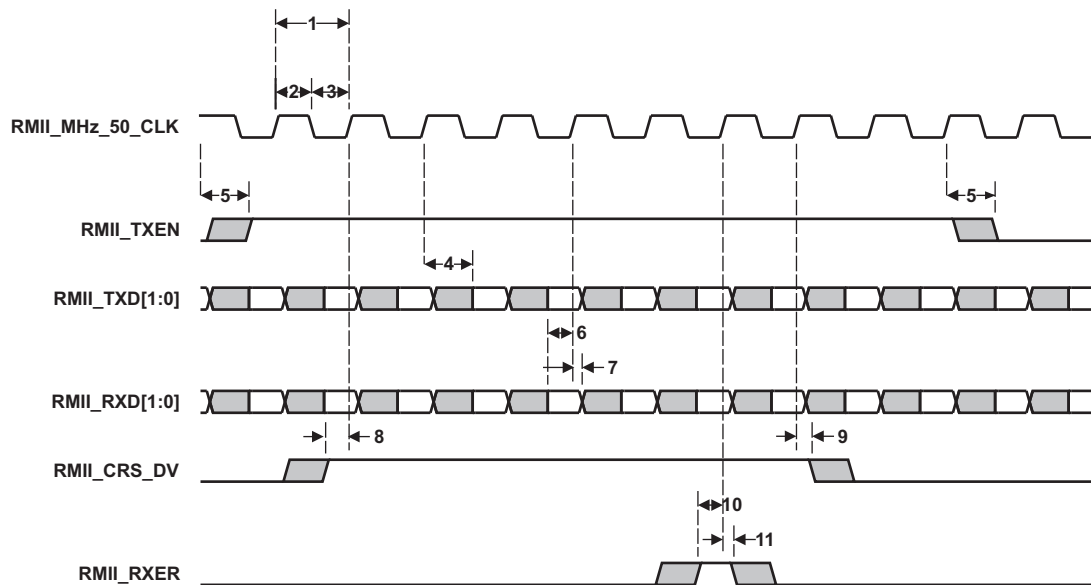 1
2
3
RMII_MHz_50_CLK
5
5
RMII_TXEN
4
RMII_TXD[1:0]
6
7
RMII_RXD[1:0]
8
9
RMII_CRS_DV
10
11
RMII_RXER